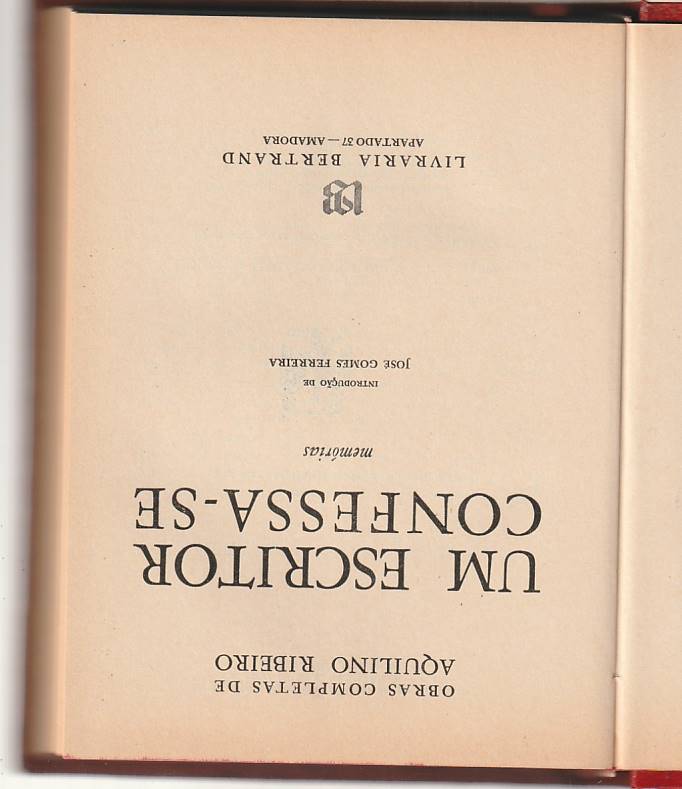 OBRAS COMPLETAS DE
AQUILINO RIBEIRO
UM ESCRITOR
CONFESSA-SE
memórias
INTRODUÇÃO DE
JOSÉ GOMES FERREIRA
LB
LIVRARIA BERTRAND
APARTADO 37 — AMADORA